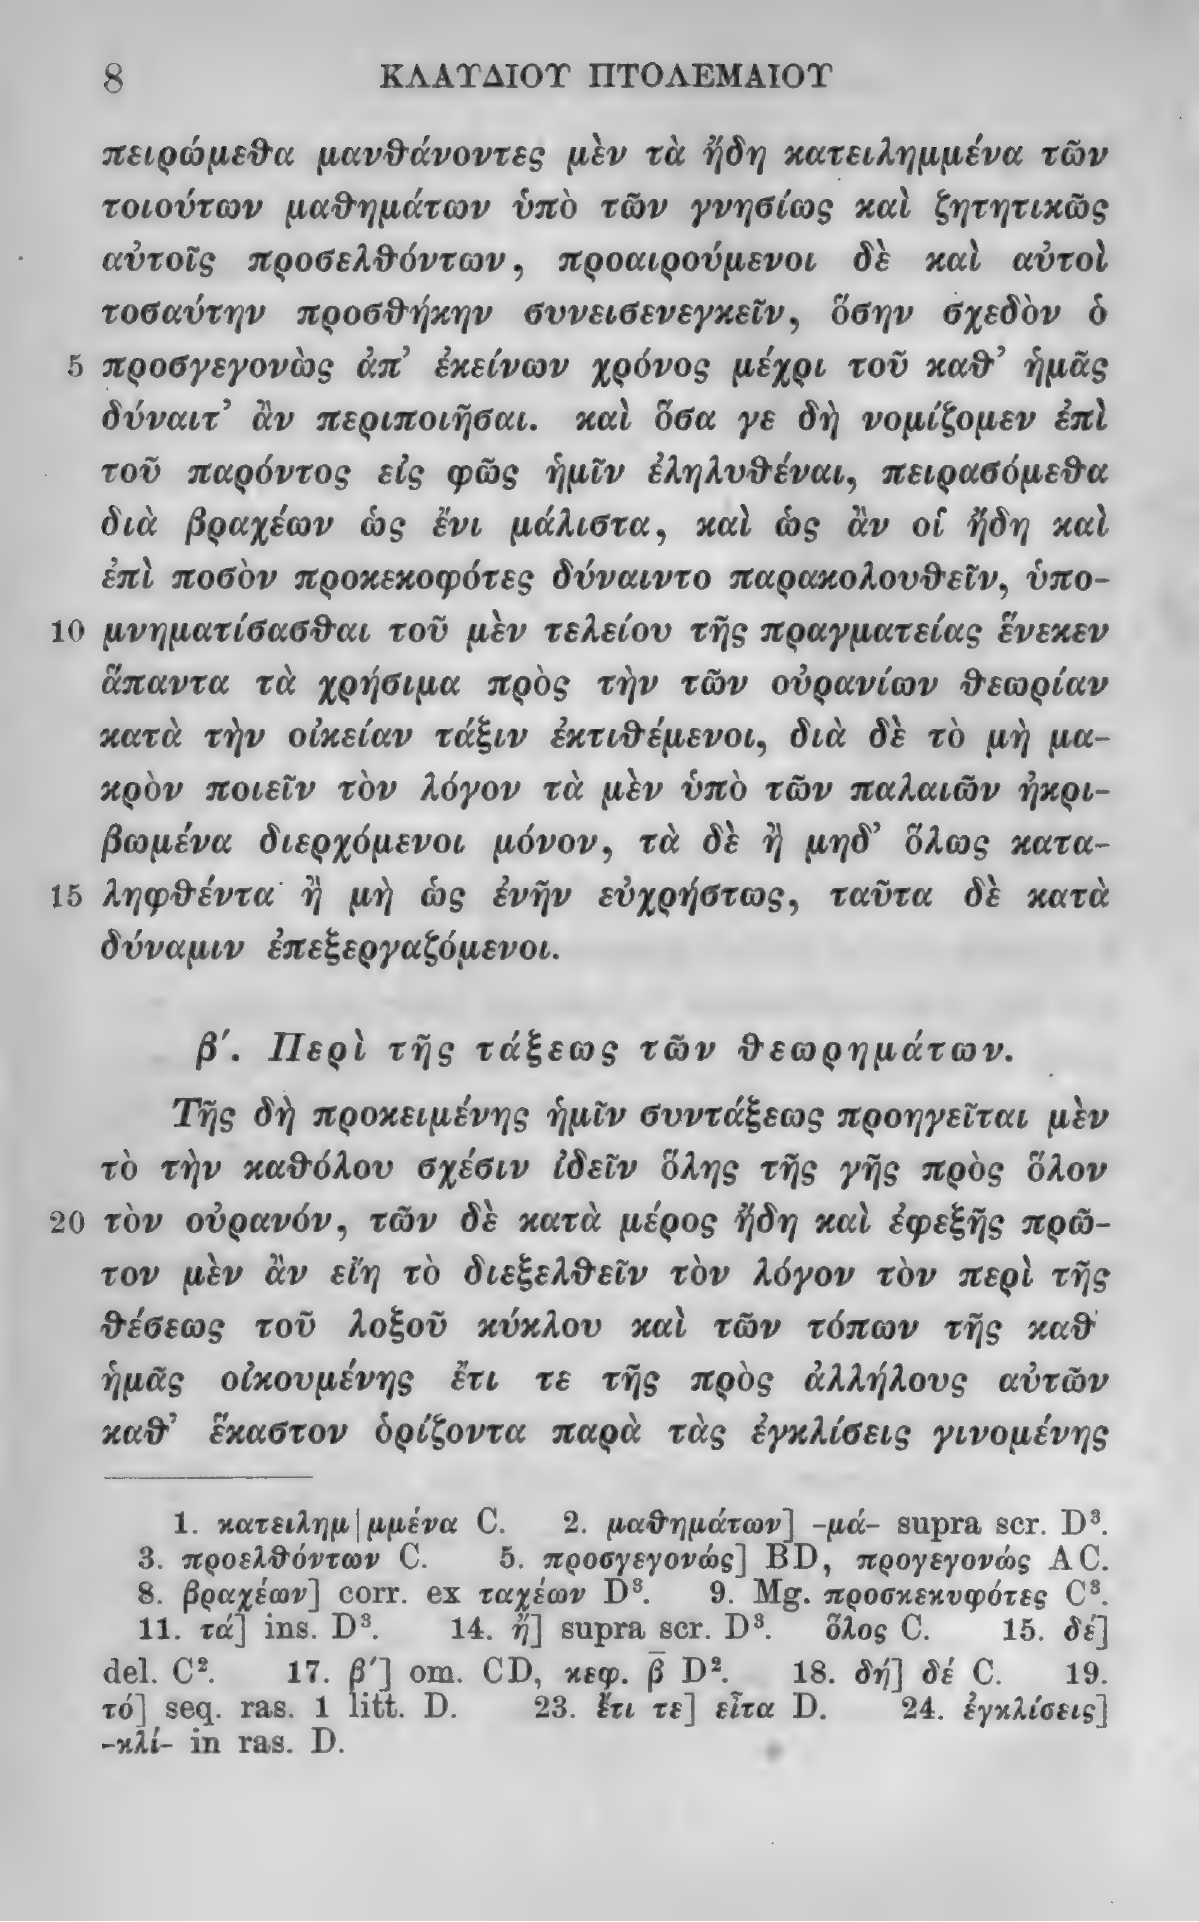 8 ΚΛΑΥΔΙΟΥ ΠΤΟΛΕΜΑΙΟΥ
πειρώμεθα μανθάνοντες μὲν τὰ ἤδη κατειλημμένα τῶν
τοιούτων μαθημάτων ὑπὸ τῶν γνησίως καὶ ζητητικῶς
αὐτοῖς προσελθόντων, προαιρούμενοι δὲ καὶ αὐτοὶ
τοσαύτην προσθήκην συνεισενεγκεῖν, ὅσην σχεδὸν ὁ
5 προσγεγονὼς ἀπ’ ἐκείνων χρόνος μέχρι τοῦ καθ’ ἡμᾶς
δύναιτ’ ἂν περιποιῆσαι. καὶ ὅσα γε δὴ νομίζομεν ἐπὶ
τοῦ παρόντος εἰς φῶς ἡμῖν ἐληλυθέναι, πειρασόμεθα
διὰ βραχέων ὡς ἔνι μάλιστα, καὶ ὡς ἂν οἵ ἤδη καὶ
ἐπὶ ποσὸν προκεκοφότες δύναιντο παρακολουθεῖν, ὑπο-
10 μνηματίσασθαι τοῦ μὲν τελείου τῆς πραγματείας ἕνεκεν
ἅπαντα τὰ χρήσιμα πρὸς τὴν τῶν οὐρανίων θεωρίαν
κατὰ τὴν οἰκείαν τάξιν ἐκτιθέμενοι, διὰ δὲ τὸ μὴ μα-
κρὸν ποιεῖν τὸν λόγον τὰ μὲν ὑπὸ τῶν παλαιῶν ἠκρι-
βωμένα διερχόμενοι μόνον, τὰ δὲ ἢ μηδ’ ὅλως κατα-
15 ληφθέντα ἢ μὴ ὡς ἐνῆν εὐχρήστως, ταῦτα δὲ κατὰ
δύναμιν ἐπεξεργαζόμενοι.
β′. Περὶ τῆς τάξεως τῶν θεωρημάτων.
Τῆς δὴ προκειμένης ἡμῖν συντάξεως προηγεῖται μὲν
τὸ τὴν καθόλου σχέσιν ἰδεῖν ὅλης τῆς γῆς πρὸς ὅλον
20 τὸν οὐρανόν, τῶν δὲ κατὰ μέρος ἤδη καὶ ἐφεξῆς πρῶ-
τον μὲν ἂν εἴη τὸ διεξελθεῖν τὸν λόγον τὸν περὶ τῆς
θέσεως τοῦ λοξοῦ κύκλου καὶ τῶν τόπων τῆς καθ’
ἡμᾶς οἰκουμένης ἔτι τε τῆς πρὸς ἀλλήλους αὐτῶν
καθ’ ἕκαστον ὁρίζοντα παρὰ τὰς ἐγκλίσεις γινομένης
1. κατειλημ|μμένα C. 2. μαθημάτων] -μά- supra scr. D³.
3. προελθόντων C. 5. προσγεγονώς] BD, προγεγονώς AC.
8. βραχέων] corr. ex ταχέων D³. 9. Mg. προσκεκυφότες C³.
11. τά] ins. D³. 14. ἤ] supra scr. D³. ὅλος C. 15. δέ]
del. C². 17. β′] om. CD, κεφ. β̅ D². 18. δή] δέ C. 19.
τό] seq. ras. 1 litt. D. 23. ἔτι τε] εἶτα D. 24. ἐγκλίσεις]
-κλί- in ras. D.